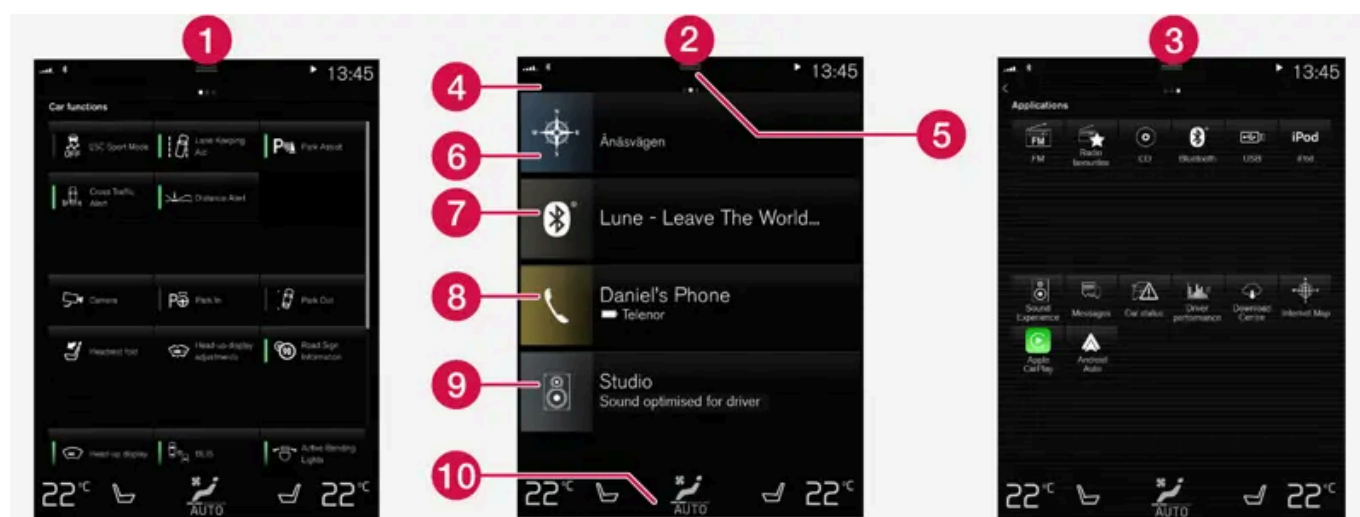 1
2
3
13:45
Car functions
ESC Sport Mode
OFF
Lane Keeping
Aid
Park Assist
Cross Traffic
Alert
Distance Alert
Camera
Park In
Park Out
Headrest fold
Head-up-display
adjustments
90
Road Sign
Information
Head-up display
BLIS
Active Bending
Lights
22°C
AUTO
22°C
4
5
6
7
8
9
10
13:45
Ånäsvägen
Lune - Leave The World...
Daniel's Phone
Telenor
Studio
Sound optimised for driver
22°C
AUTO
22°C
13:45
Applications
FM
FM
Radio
favourites
CD
Bluetooth
USB
iPod
iPod
Sound
Experience
Messages
Car status
Driver
performance
Download
Centre
Internet Map
Apple
CarPlay
Android
Auto
22°C
AUTO
22°C